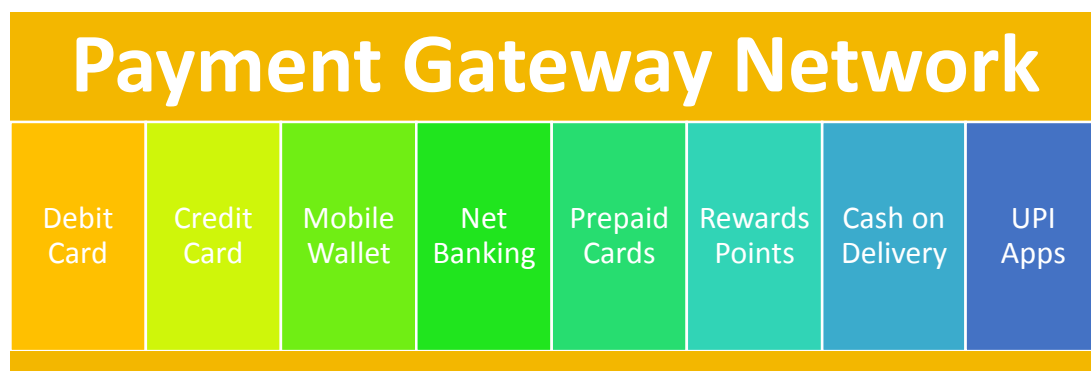 Payment Gateway Network
Debit
Card
Credit
Card
Mobile
Wallet
Net
Banking
Prepaid
Cards
Rewards
Points
Cash on
Delivery
UPI
Apps